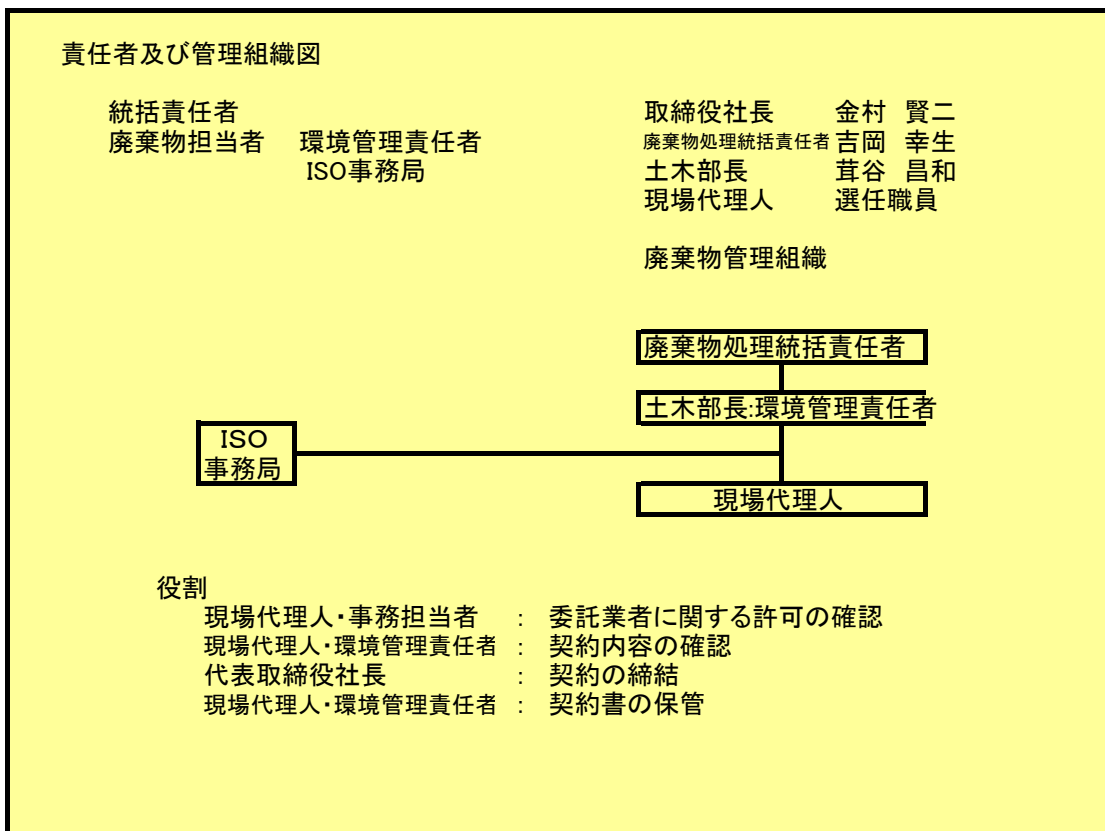 責任者及び管理組織図
統括責任者 取締役社長 金村 賢二
廃棄物担当者 環境管理責任者 廃棄物処理統括責任者 吉岡 幸生
ISO事務局 土木部長 茸谷 昌和
現場代理人 選任職員
廃棄物管理組織
廃棄物処理統括責任者
土木部長:環境管理責任者
ISO
事務局
現場代理人
役割
現場代理人・事務担当者 : 委託業者に関する許可の確認
現場代理人・環境管理責任者 : 契約内容の確認
代表取締役社長 : 契約の締結
現場代理人・環境管理責任者 : 契約書の保管